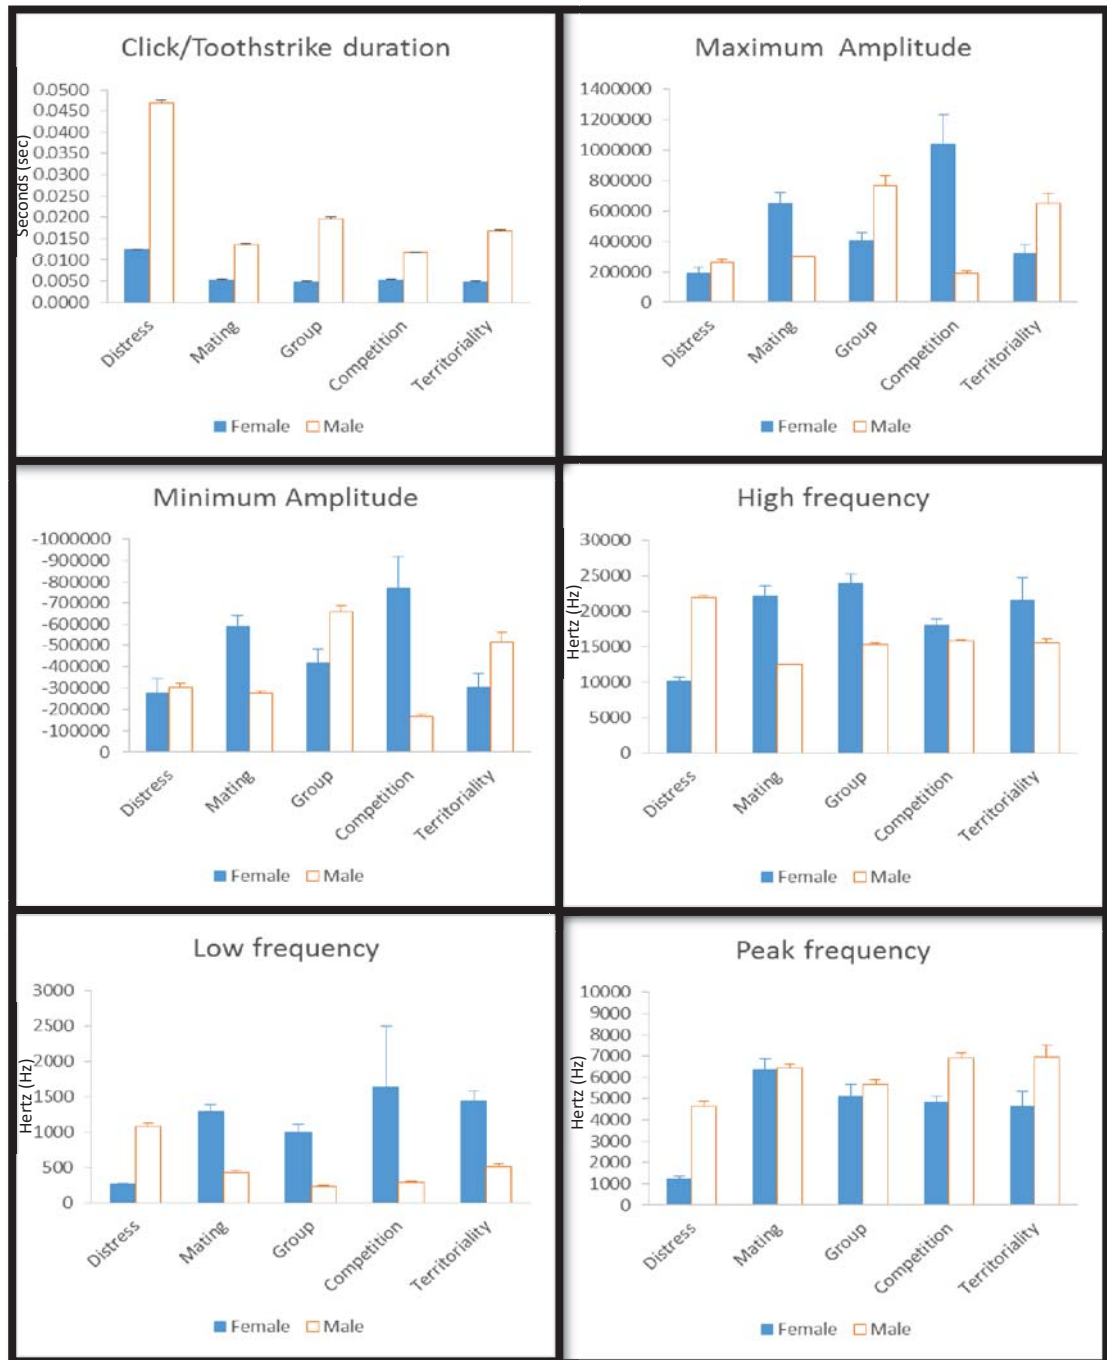 Click/Toothstrike duration
Seconds (sec)
0.0500
0.0450
0.0400
0.0350
0.0300
0.0250
0.0200
0.0150
0.0100
0.0050
0.0000
Distress
Mating
Group
Competition
Territoriality
Female Male
Maximum Amplitude
1400000
1200000
1000000
800000
600000
400000
200000
0
Distress
Mating
Group
Competition
Territoriality
Female Male
Minimum Amplitude
-1000000
-900000
-800000
-700000
-600000
-500000
-400000
-300000
-200000
-100000
0
Distress
Mating
Group
Competition
Territoriality
Female Male
High frequency
Hertz (Hz)
30000
25000
20000
15000
10000
5000
0
Distress
Mating
Group
Competition
Territoriality
Female Male
Low frequency
Hertz (Hz)
3000
2500
2000
1500
1000
500
0
Distress
Mating
Group
Competition
Territoriality
Female Male
Peak frequency
Hertz (Hz)
10000
9000
8000
7000
6000
5000
4000
3000
2000
1000
0
Distress
Mating
Group
Competition
Territoriality
Female Male